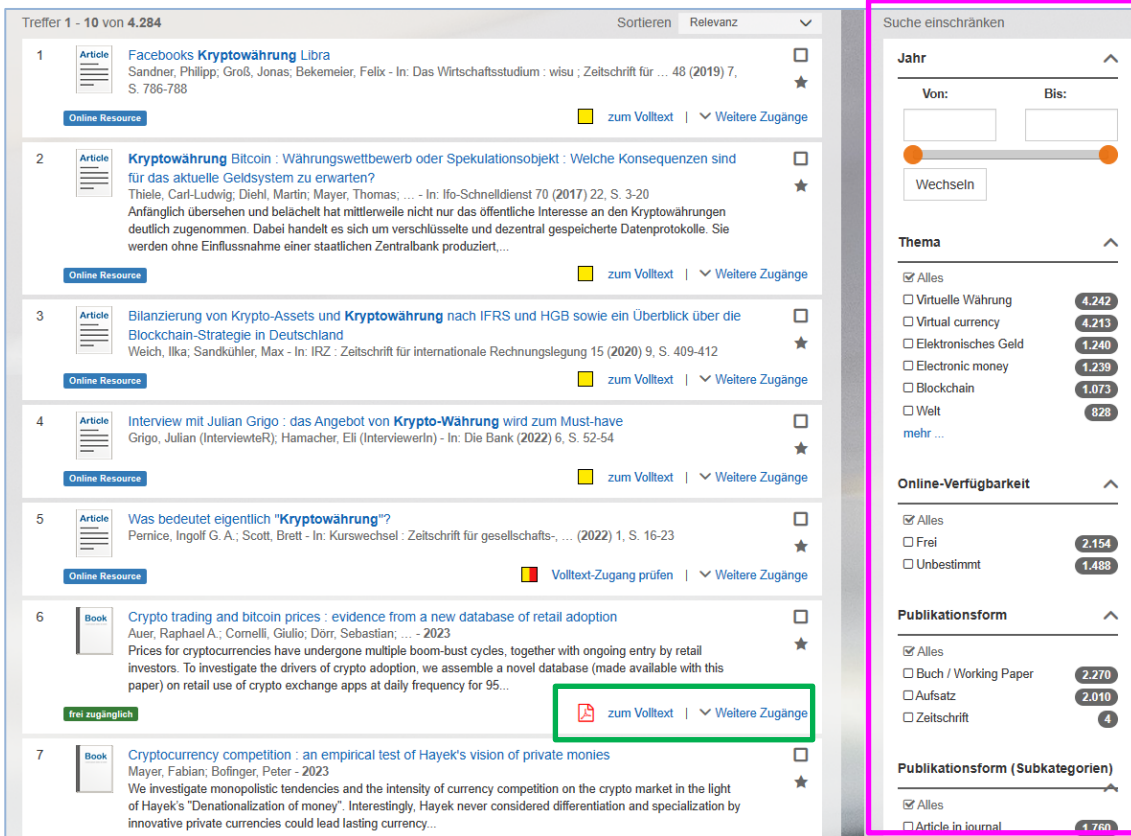 Treffer 1 - 10 von 4.284
Sortieren Relevanz
1
Article
Facebooks Kryptowährung Libra
Sandner, Philipp; Groß, Jonas; Bekemeier, Felix - In: Das Wirtschaftsstudium : wisu ; Zeitschrift für ... 48 (2019) 7,
S. 786-788
Online Resource
zum Volltext | Weitere Zugänge
2
Article
Kryptowährung Bitcoin : Währungswettbewerb oder Spekulationsobjekt : Welche Konsequenzen sind
für das aktuelle Geldsystem zu erwarten?
Thiele, Carl-Ludwig; Diehl, Martin; Mayer, Thomas; ... - In: Ifo-Schnelldienst 70 (2017) 22, S. 3-20
Anfänglich übersehen und belächelt hat mittlerweile nicht nur das öffentliche Interesse an den Kryptowährungen
deutlich zugenommen. Dabei handelt es sich um verschlüsselte und dezentral gespeicherte Datenprotokolle. Sie
werden ohne Einflussnahme einer staatlichen Zentralbank produziert,...
Online Resource
zum Volltext | Weitere Zugänge
3
Article
Bilanzierung von Krypto-Assets und Kryptowährung nach IFRS und HGB sowie ein Überblick über die
Blockchain-Strategie in Deutschland
Weich, Ilka; Sandkühler, Max - In: IRZ : Zeitschrift für internationale Rechnungslegung 15 (2020) 9, S. 409-412
Online Resource
zum Volltext | Weitere Zugänge
4
Article
Interview mit Julian Grigo : das Angebot von Krypto-Währung wird zum Must-have
Grigo, Julian (InterviewteR); Hamacher, Eli (InterviewerIn) - In: Die Bank (2022) 6, S. 52-54
Online Resource
zum Volltext | Weitere Zugänge
5
Article
Was bedeutet eigentlich "Kryptowährung"?
Pernice, Ingolf G. A.; Scott, Brett - In: Kurswechsel : Zeitschrift für gesellschafts-, ... (2022) 1, S. 16-23
Online Resource
Volltext-Zugang prüfen | Weitere Zugänge
6
Book
Crypto trading and bitcoin prices : evidence from a new database of retail adoption
Auer, Raphael A.; Cornelli, Giulio; Dörr, Sebastian; ... - 2023
Prices for cryptocurrencies have undergone multiple boom-bust cycles, together with ongoing entry by retail
investors. To investigate the drivers of crypto adoption, we assemble a novel database (made available with this
paper) on retail use of crypto exchange apps at daily frequency for 95...
frei zugänglich
zum Volltext | Weitere Zugänge
7
Book
Cryptocurrency competition : an empirical test of Hayek's vision of private monies
Mayer, Fabian; Bofinger, Peter - 2023
We investigate monopolistic tendencies and the intensity of currency competition on the crypto market in the light
of Hayek's "Denationalization of money". Interestingly, Hayek never considered differentiation and specialization by
innovative private currencies could lead lasting currency...
Suche einschränken
Jahr
Von: Bis:
Wechseln
Thema
Alles
Virtuelle Währung 4.242
Virtual currency 4.213
Elektronisches Geld 1.240
Electronic money 1.239
Blockchain 1.073
Welt 828
mehr ...
Online-Verfügbarkeit
Alles
Frei 2.154
Unbestimmt 1.488
Publikationsform
Alles
Buch / Working Paper 2.270
Aufsatz 2.010
Zeitschrift 4
Publikationsform (Subkategorien)
Alles
Article in journal 1.760